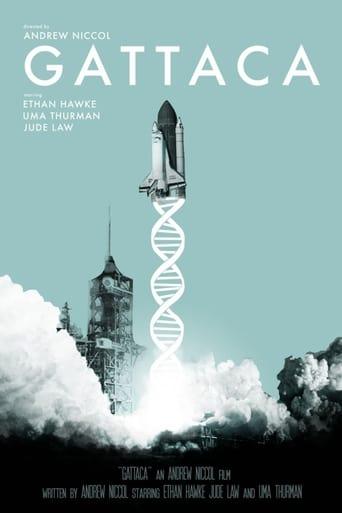 directed by
ANDREW NICCOL
GATTACA
starring
ETHAN HAWKE
UMA THURMAN
JUDE LAW
"GATTACA" AN ANDREW NICCOL FILM
WRITTEN BY ANDREW NICCOL STARRING ETHAN HAWKE JUDE LAW AND UMA THURMAN